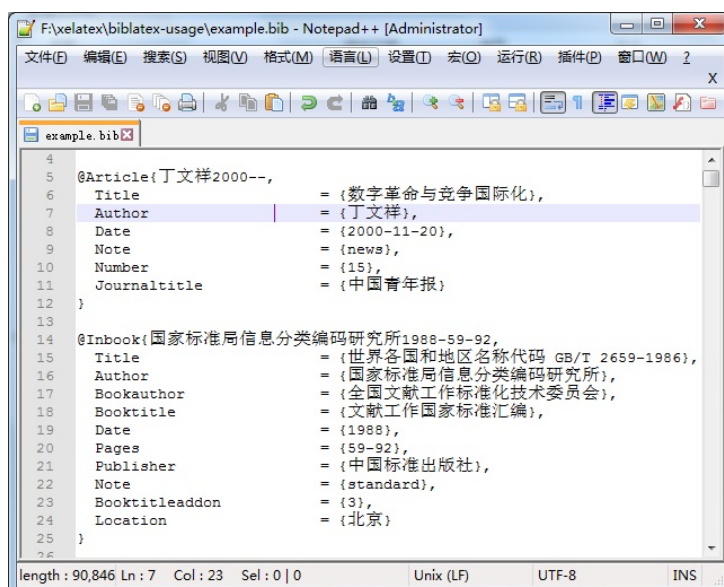 F:\xelatex\biblatex-usage\example.bib - Notepad++ [Administrator]
文件(F) 编辑(E) 搜索(S) 视图(V) 格式(M) 语言(L) 设置(T) 宏(O) 运行(R) 插件(P) 窗口(W) ?
X
example.bib
4
5 @Article{丁文祥2000--,
6 Title = {数字革命与竞争国际化},
7 Author = {丁文祥},
8 Date = {2000-11-20},
9 Note = {news},
10 Number = {15},
11 Journaltitle = {中国青年报}
12 }
13
14 @Inbook{国家标准局信息分类编码研究所1988-59-92,
15 Title = {世界各国和地区名称代码 GB/T 2659-1986},
16 Author = {国家标准局信息分类编码研究所},
17 Bookauthor = {全国文献工作标准化技术委员会},
18 Booktitle = {文献工作国家标准汇编},
19 Date = {1988},
20 Pages = {59-92},
21 Publisher = {中国标准出版社},
22 Note = {standard},
23 Booktitleaddon = {3},
24 Location = {北京}
25 }
26
length : 90,846 Ln : 7 Col : 23 Sel : 0 | 0 Unix (LF) UTF-8 INS